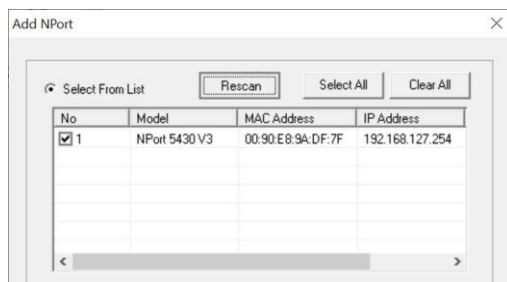 Add NPort
Select From List Rescan Select All Clear All
No Model MAC Address IP Address
1 NPort 5430 V3 00:90:E8:9A:DF:7F 192.168.127.254